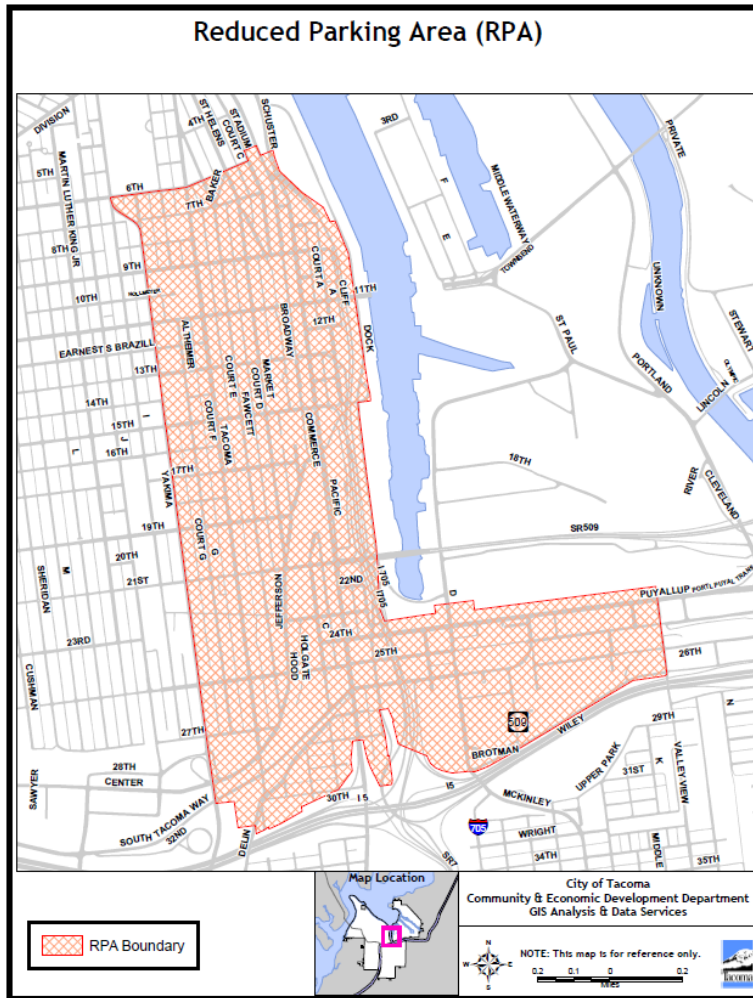 Reduced Parking Area (RPA)
DIVISION
4TH
ST HELENS
STADIUM
COURT C
SCHUSTER
3RD
F
E
MIDDLE WATERWAY
PRIVATE
5TH
MARTIN LUTHER KING JR
6TH
7TH
BAKER
TOWNSEND
8TH
9TH
COURT A
A
CLIFF
UNKNOWN
10TH
11TH
12TH
BROADWAY
DOCK
ST PAUL
STEWART
EARNEST S BRAZILL
ALTHEIMER
13TH
PORTLAND
OLYMPIC
LINCOLN
14TH
COURT E
MARKET
COURT D
FAWCETT
15TH
I
J
L
16TH
COURT F
TACOMA
COMMERCE
17TH
YAKIMA
PACIFIC
18TH
RIVER
CLEVELAND
19TH
SR509
COURT G
G
20TH
21ST
M
SHERIDAN
22ND
I 705
I705
D
PUYALLUP
JEFFERSON
C
24TH
23RD
25TH
26TH
HOLGATE
HOOD
CUSHMAN
509
27TH
WILEY
29TH
N
BROTMAN
28TH
CENTER
SAWYER
UPPER PARK
31ST
K
VALLEY VIEW
30TH
I 5
I5
MCKINLEY
SOUTH TACOMA WAY
32ND
DELIN
705
WRIGHT
SR7
34TH
MIDDLE
35TH
RPA Boundary
Map Location
City of Tacoma
Community & Economic Development Department
GIS Analysis & Data Services
N
W
E
S
NOTE: This map is for reference only.
0.2 0.1 0 0.2
Miles
Tacoma